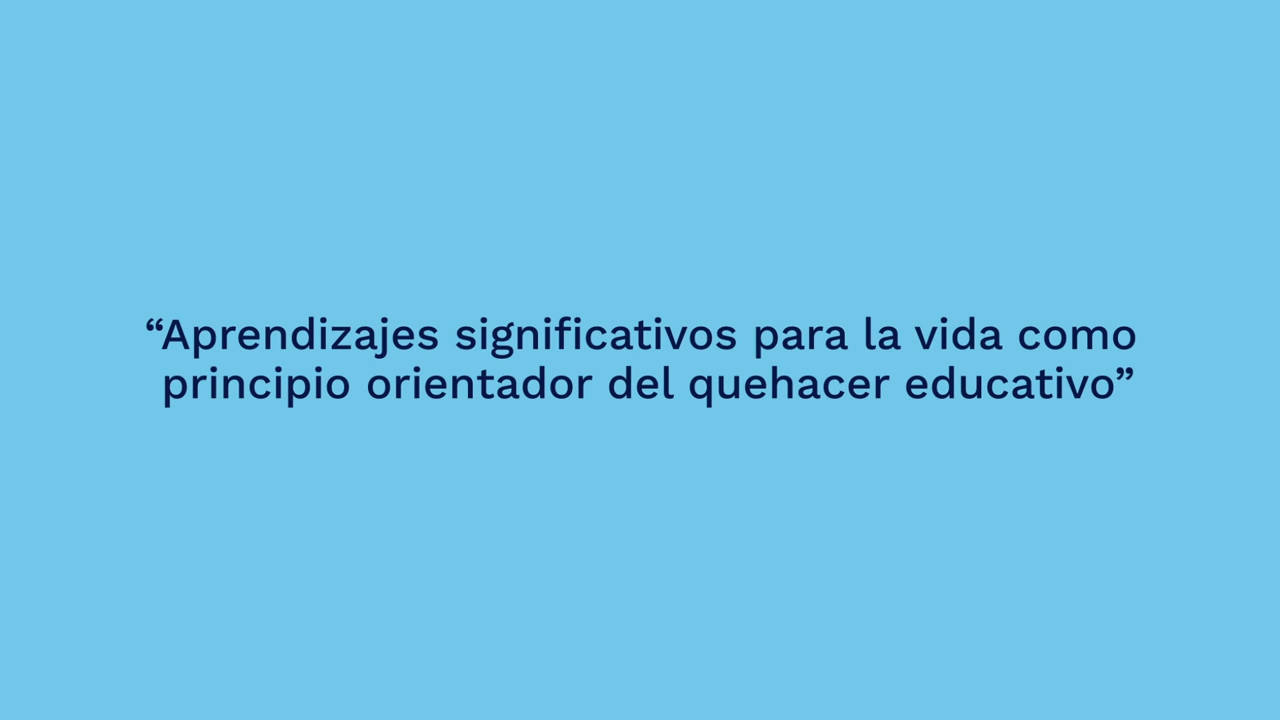 “Aprendizajes significativos para la vida como
principio orientador del quehacer educativo”